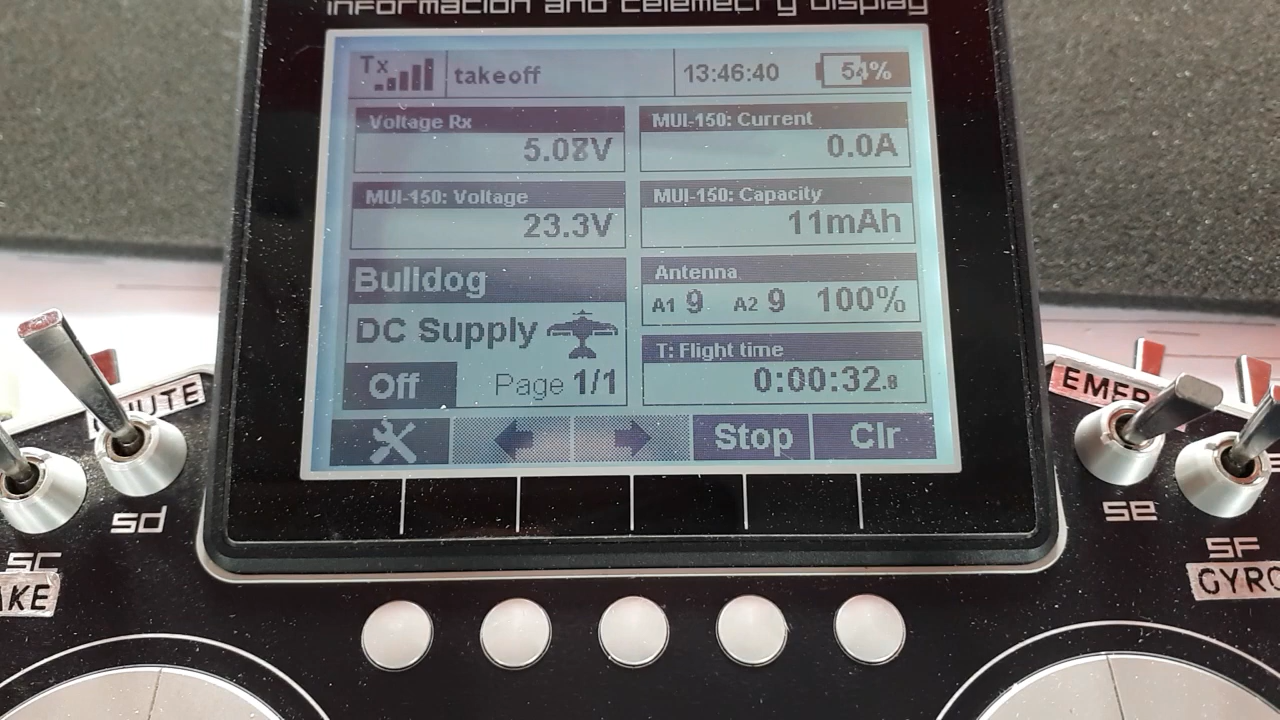 information and telemetry display
Tx takeoff 13:46:40 54%
Voltage Rx
5.08V
MUI-150: Current
0.0A
MUI-150: Voltage
23.3V
MUI-150: Capacity
11mAh
Bulldog
DC Supply
Off Page 1/1
Antenna
A1 9 A2 9 100%
T: Flight time
0:00:32.8
Stop Clr
sd
sc
AKE
UTE
EMER
se
SF
GYRO